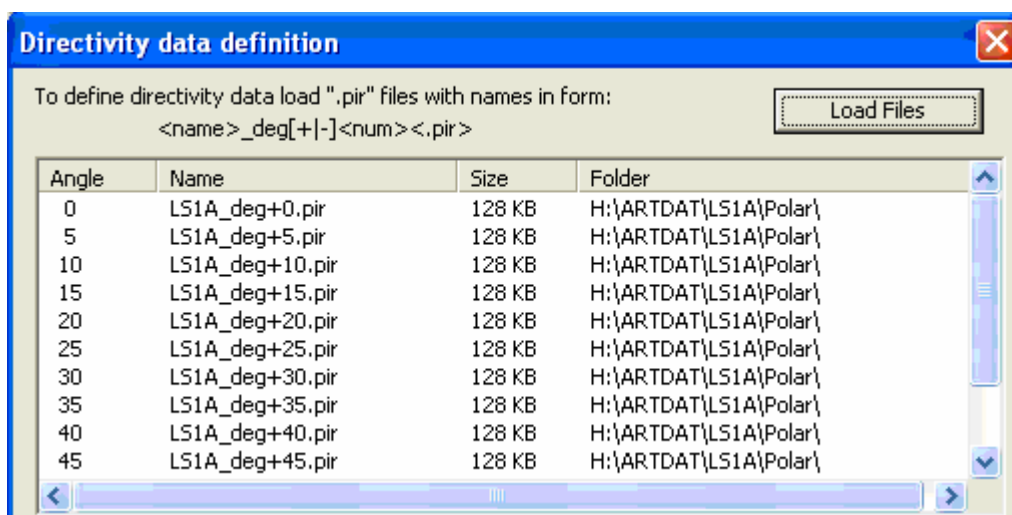 Directivity data definition
To define directivity data load ".pir" files with names in form:
<name>_deg[+|-]<num><.pir>
Load Files
Angle Name Size Folder
0 LS1A_deg+0.pir 128 KB H:\ARTDAT\LS1A\Polar\
5 LS1A_deg+5.pir 128 KB H:\ARTDAT\LS1A\Polar\
10 LS1A_deg+10.pir 128 KB H:\ARTDAT\LS1A\Polar\
15 LS1A_deg+15.pir 128 KB H:\ARTDAT\LS1A\Polar\
20 LS1A_deg+20.pir 128 KB H:\ARTDAT\LS1A\Polar\
25 LS1A_deg+25.pir 128 KB H:\ARTDAT\LS1A\Polar\
30 LS1A_deg+30.pir 128 KB H:\ARTDAT\LS1A\Polar\
35 LS1A_deg+35.pir 128 KB H:\ARTDAT\LS1A\Polar\
40 LS1A_deg+40.pir 128 KB H:\ARTDAT\LS1A\Polar\
45 LS1A_deg+45.pir 128 KB H:\ARTDAT\LS1A\Polar\